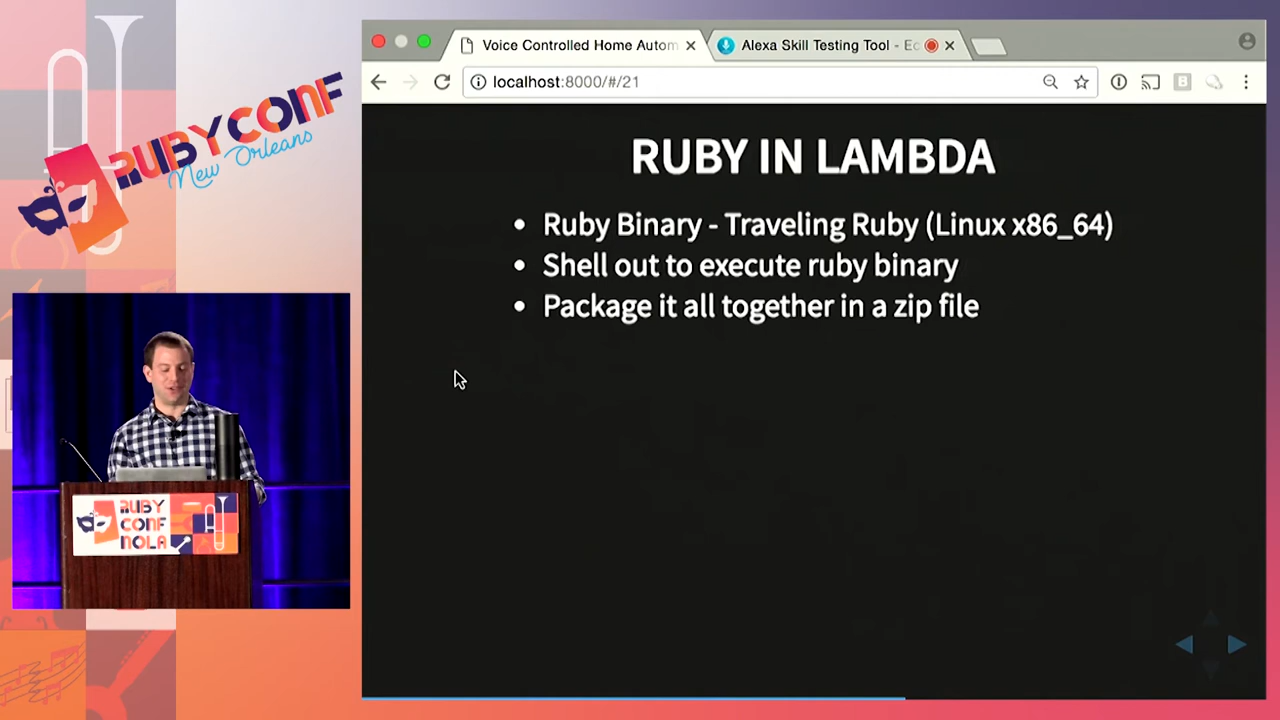 RUBYCONF
New Orleans
Voice Controlled Home Autom
Alexa Skill Testing Tool - Ec
localhost:8000/#/21
RUBY IN LAMBDA
Ruby Binary - Traveling Ruby (Linux x86_64)
Shell out to execute ruby binary
Package it all together in a zip file
RUBY
CONF
NOLA